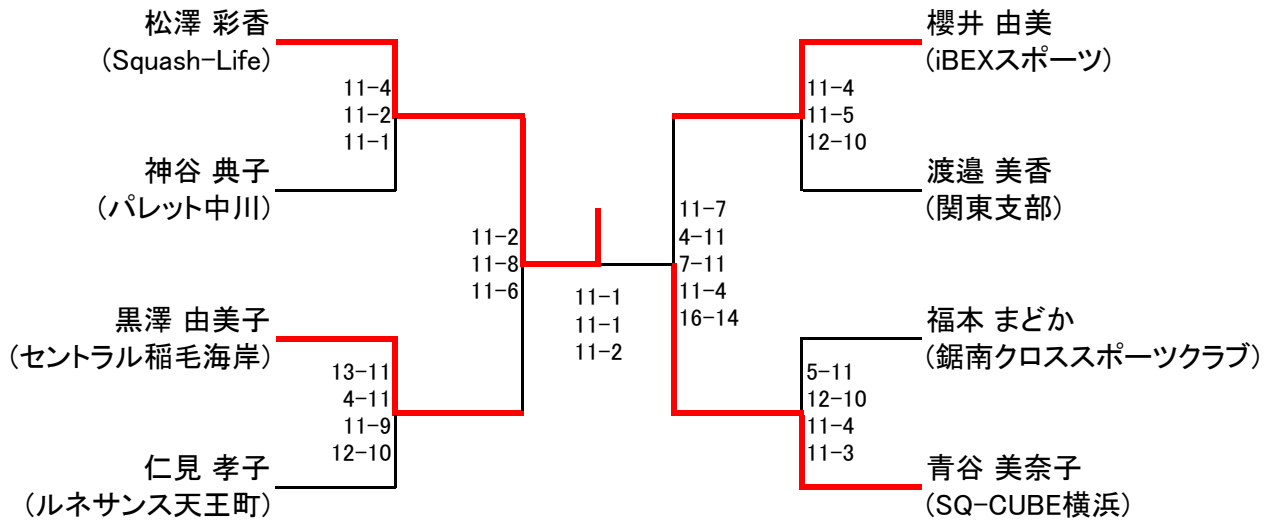 松澤 彩香
(Squash-Life)
11-4
11-2
11-1
神谷 典子
(パレット中川)
11-2
11-8
11-6
黒澤 由美子
(セントラル稲毛海岸)
13-11
4-11
11-9
12-10
仁見 孝子
(ルネサンス天王町)
11-1
11-1
11-2
櫻井 由美
(iBEXスポーツ)
11-4
11-5
12-10
渡邉 美香
(関東支部)
11-7
4-11
7-11
11-4
16-14
福本 まどか
(鋸南クロススポーツクラブ)
5-11
12-10
11-4
11-3
青谷 美奈子
(SQ-CUBE横浜)